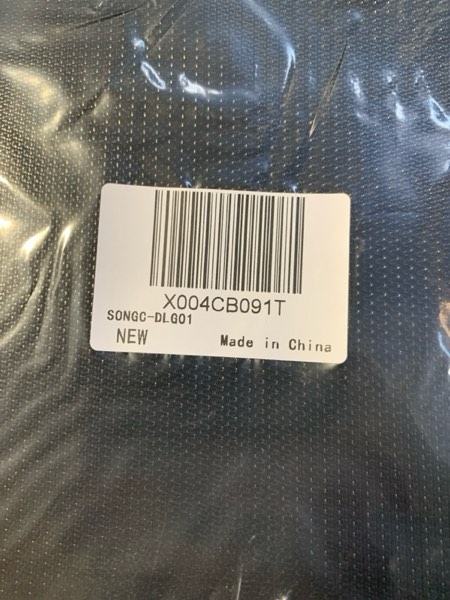 X004CB091T
SONGC-DLG01
NEW
Made in China